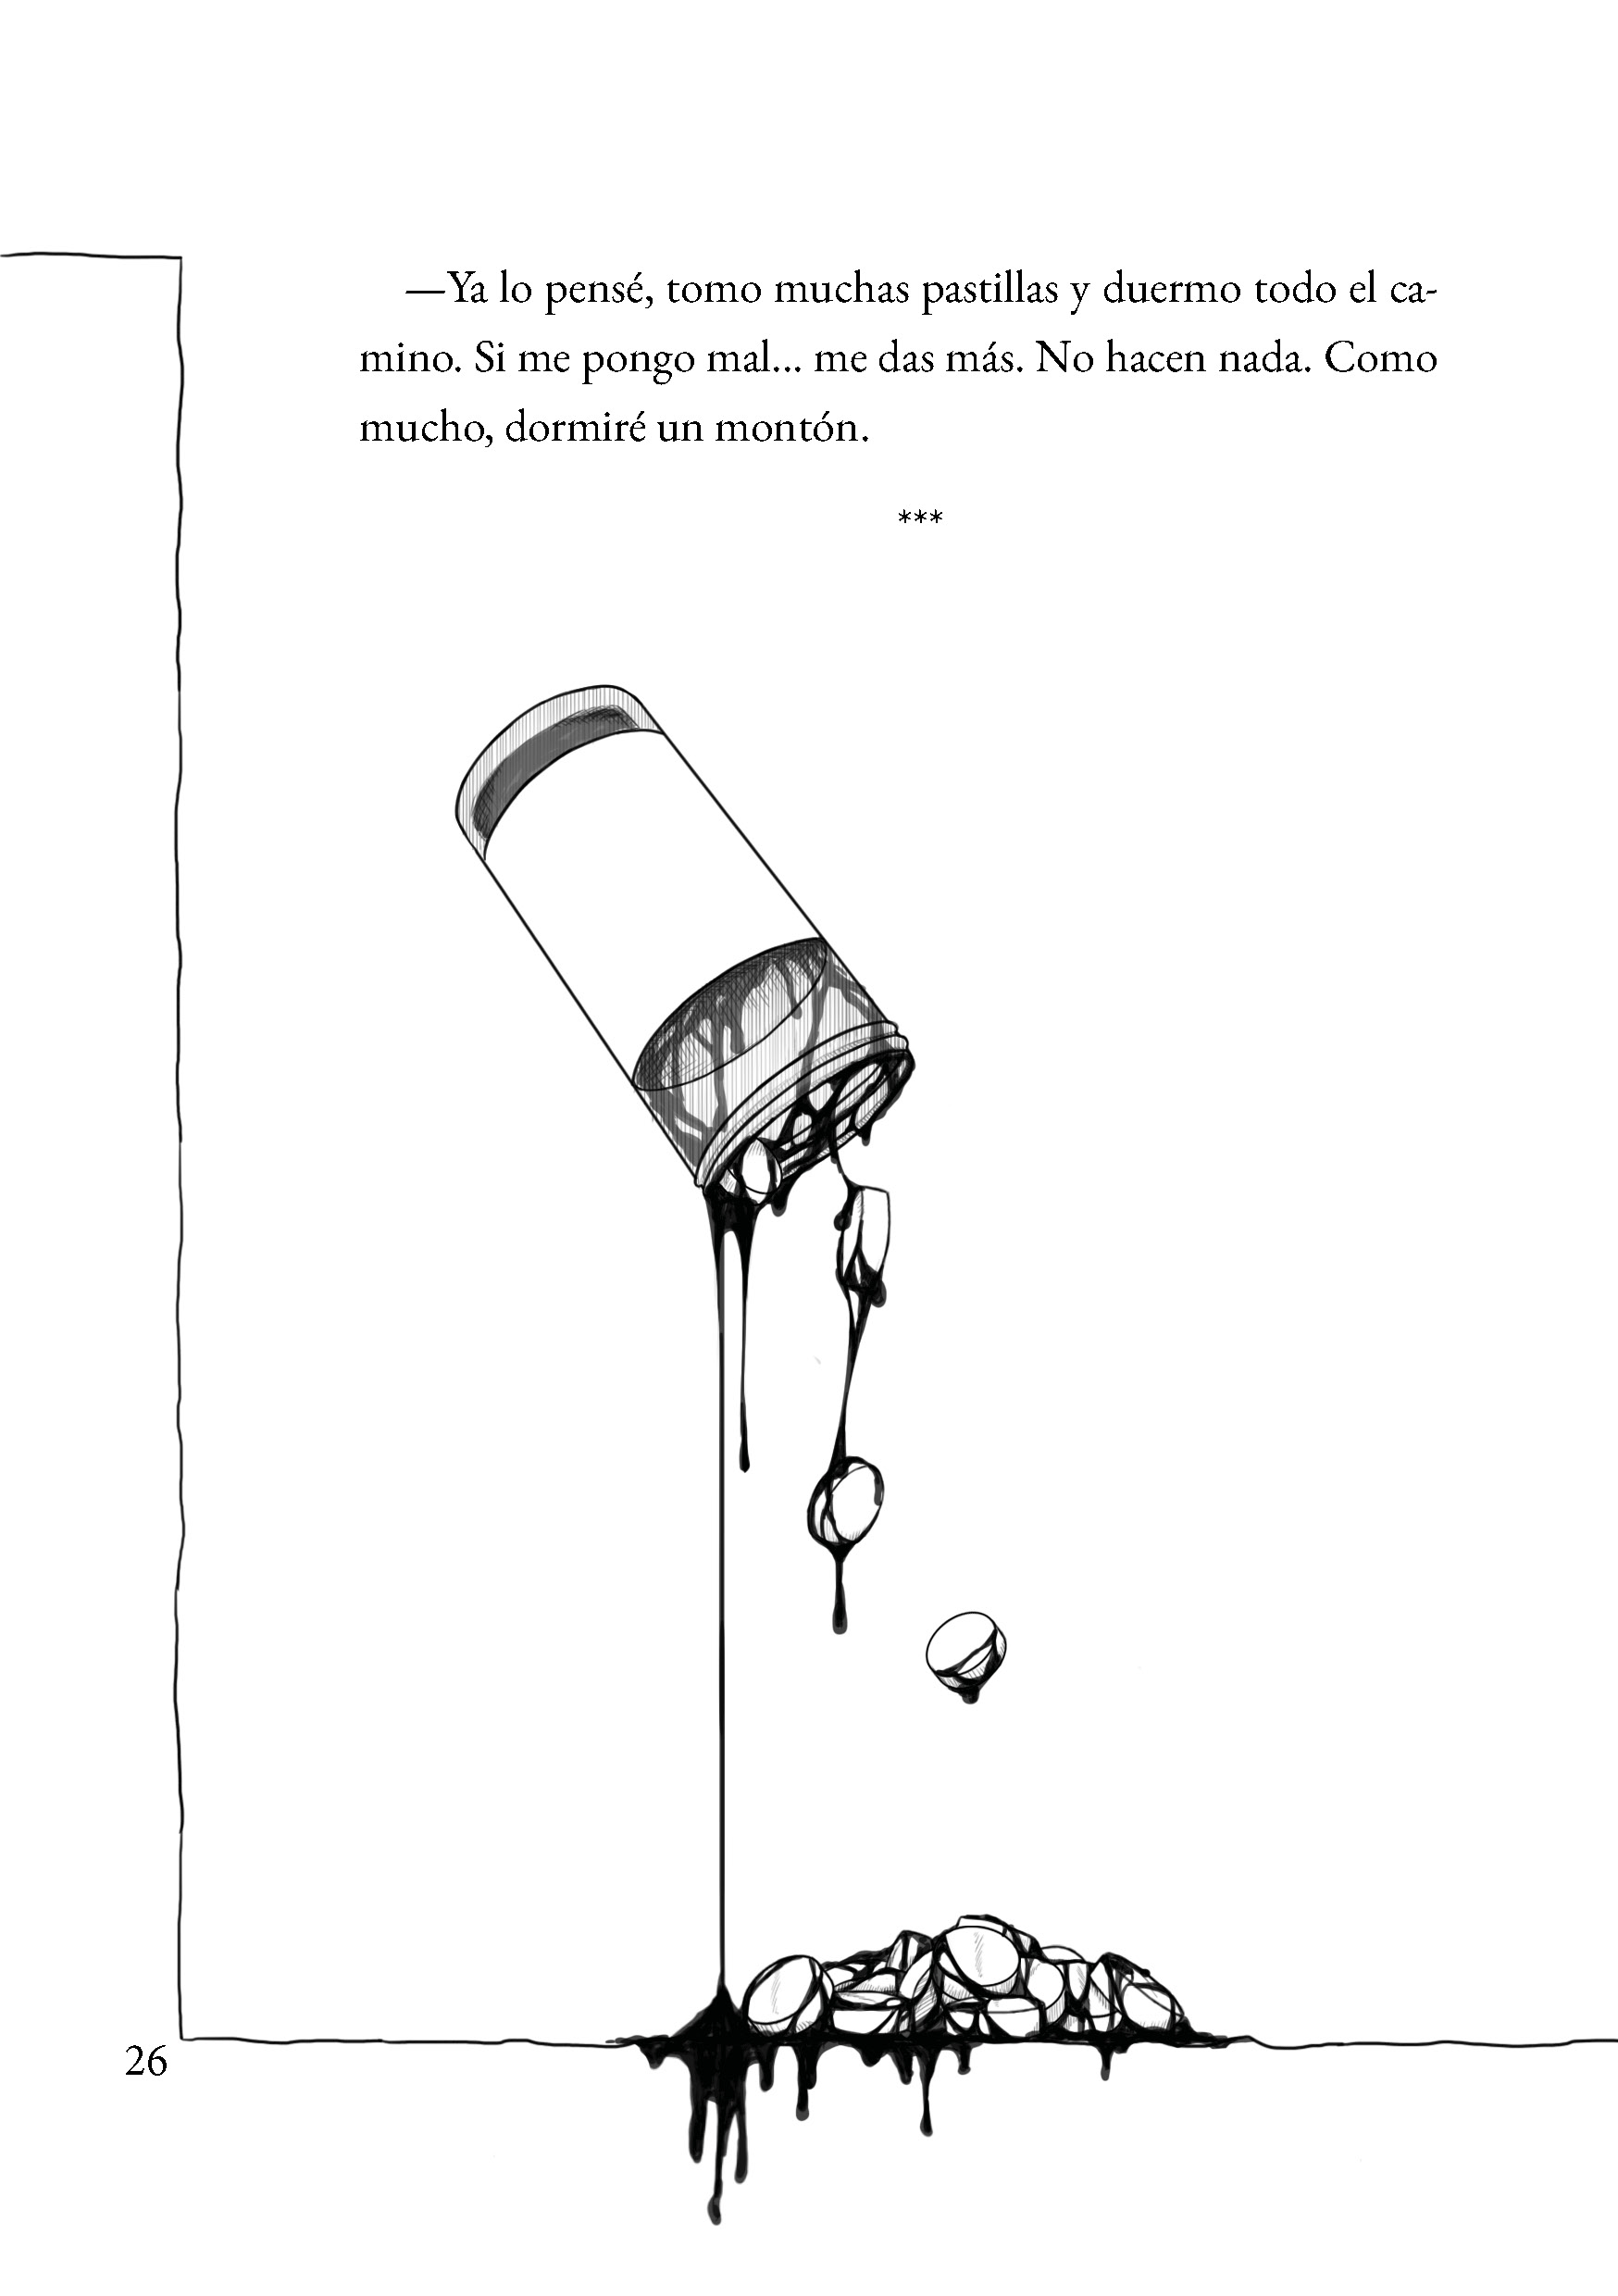 —Ya lo pensé, tomo muchas pastillas y duermo todo el ca-
mino. Si me pongo mal... me das más. No hacen nada. Como
mucho, dormiré un montón.
***
26